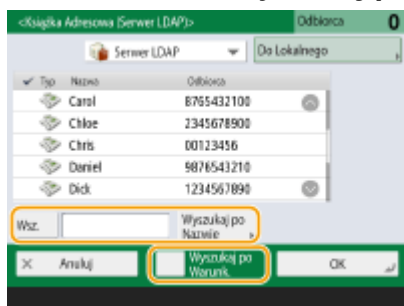 <Książka Adresowa (Serwer LDAP)>
Odbiorca 0
Serwer LDAP
Do Lokalnego
Typ Nazwa Odbiorca
Carol 8765432100
Chloe 2345678900
Chris 00123456
Daniel 9876543210
Dick 1234567890
Wsz.
Wyszukaj po
Nazwie
Anuluj
Wyszukaj po
Warunk.
OK